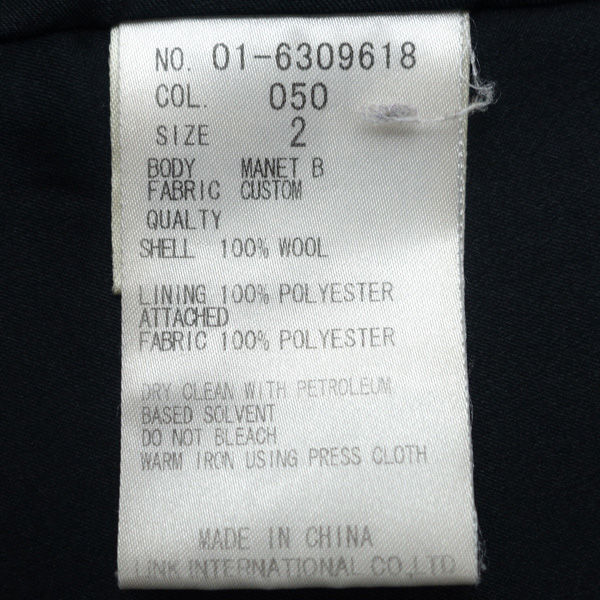 NO. 01-6309618
COL. 050
SIZE 2
BODY MANET B
FABRIC CUSTOM
QUALTY
SHELL 100% WOOL
LINING 100% POLYESTER
ATTACHED
FABRIC 100% POLYESTER
DRY CLEAN WITH PETROLEUM
BASED SOLVENT
DO NOT BLEACH
WARM IRON USING PRESS CLOTH
MADE IN CHINA
LINK INTERNATIONAL CO.,LTD